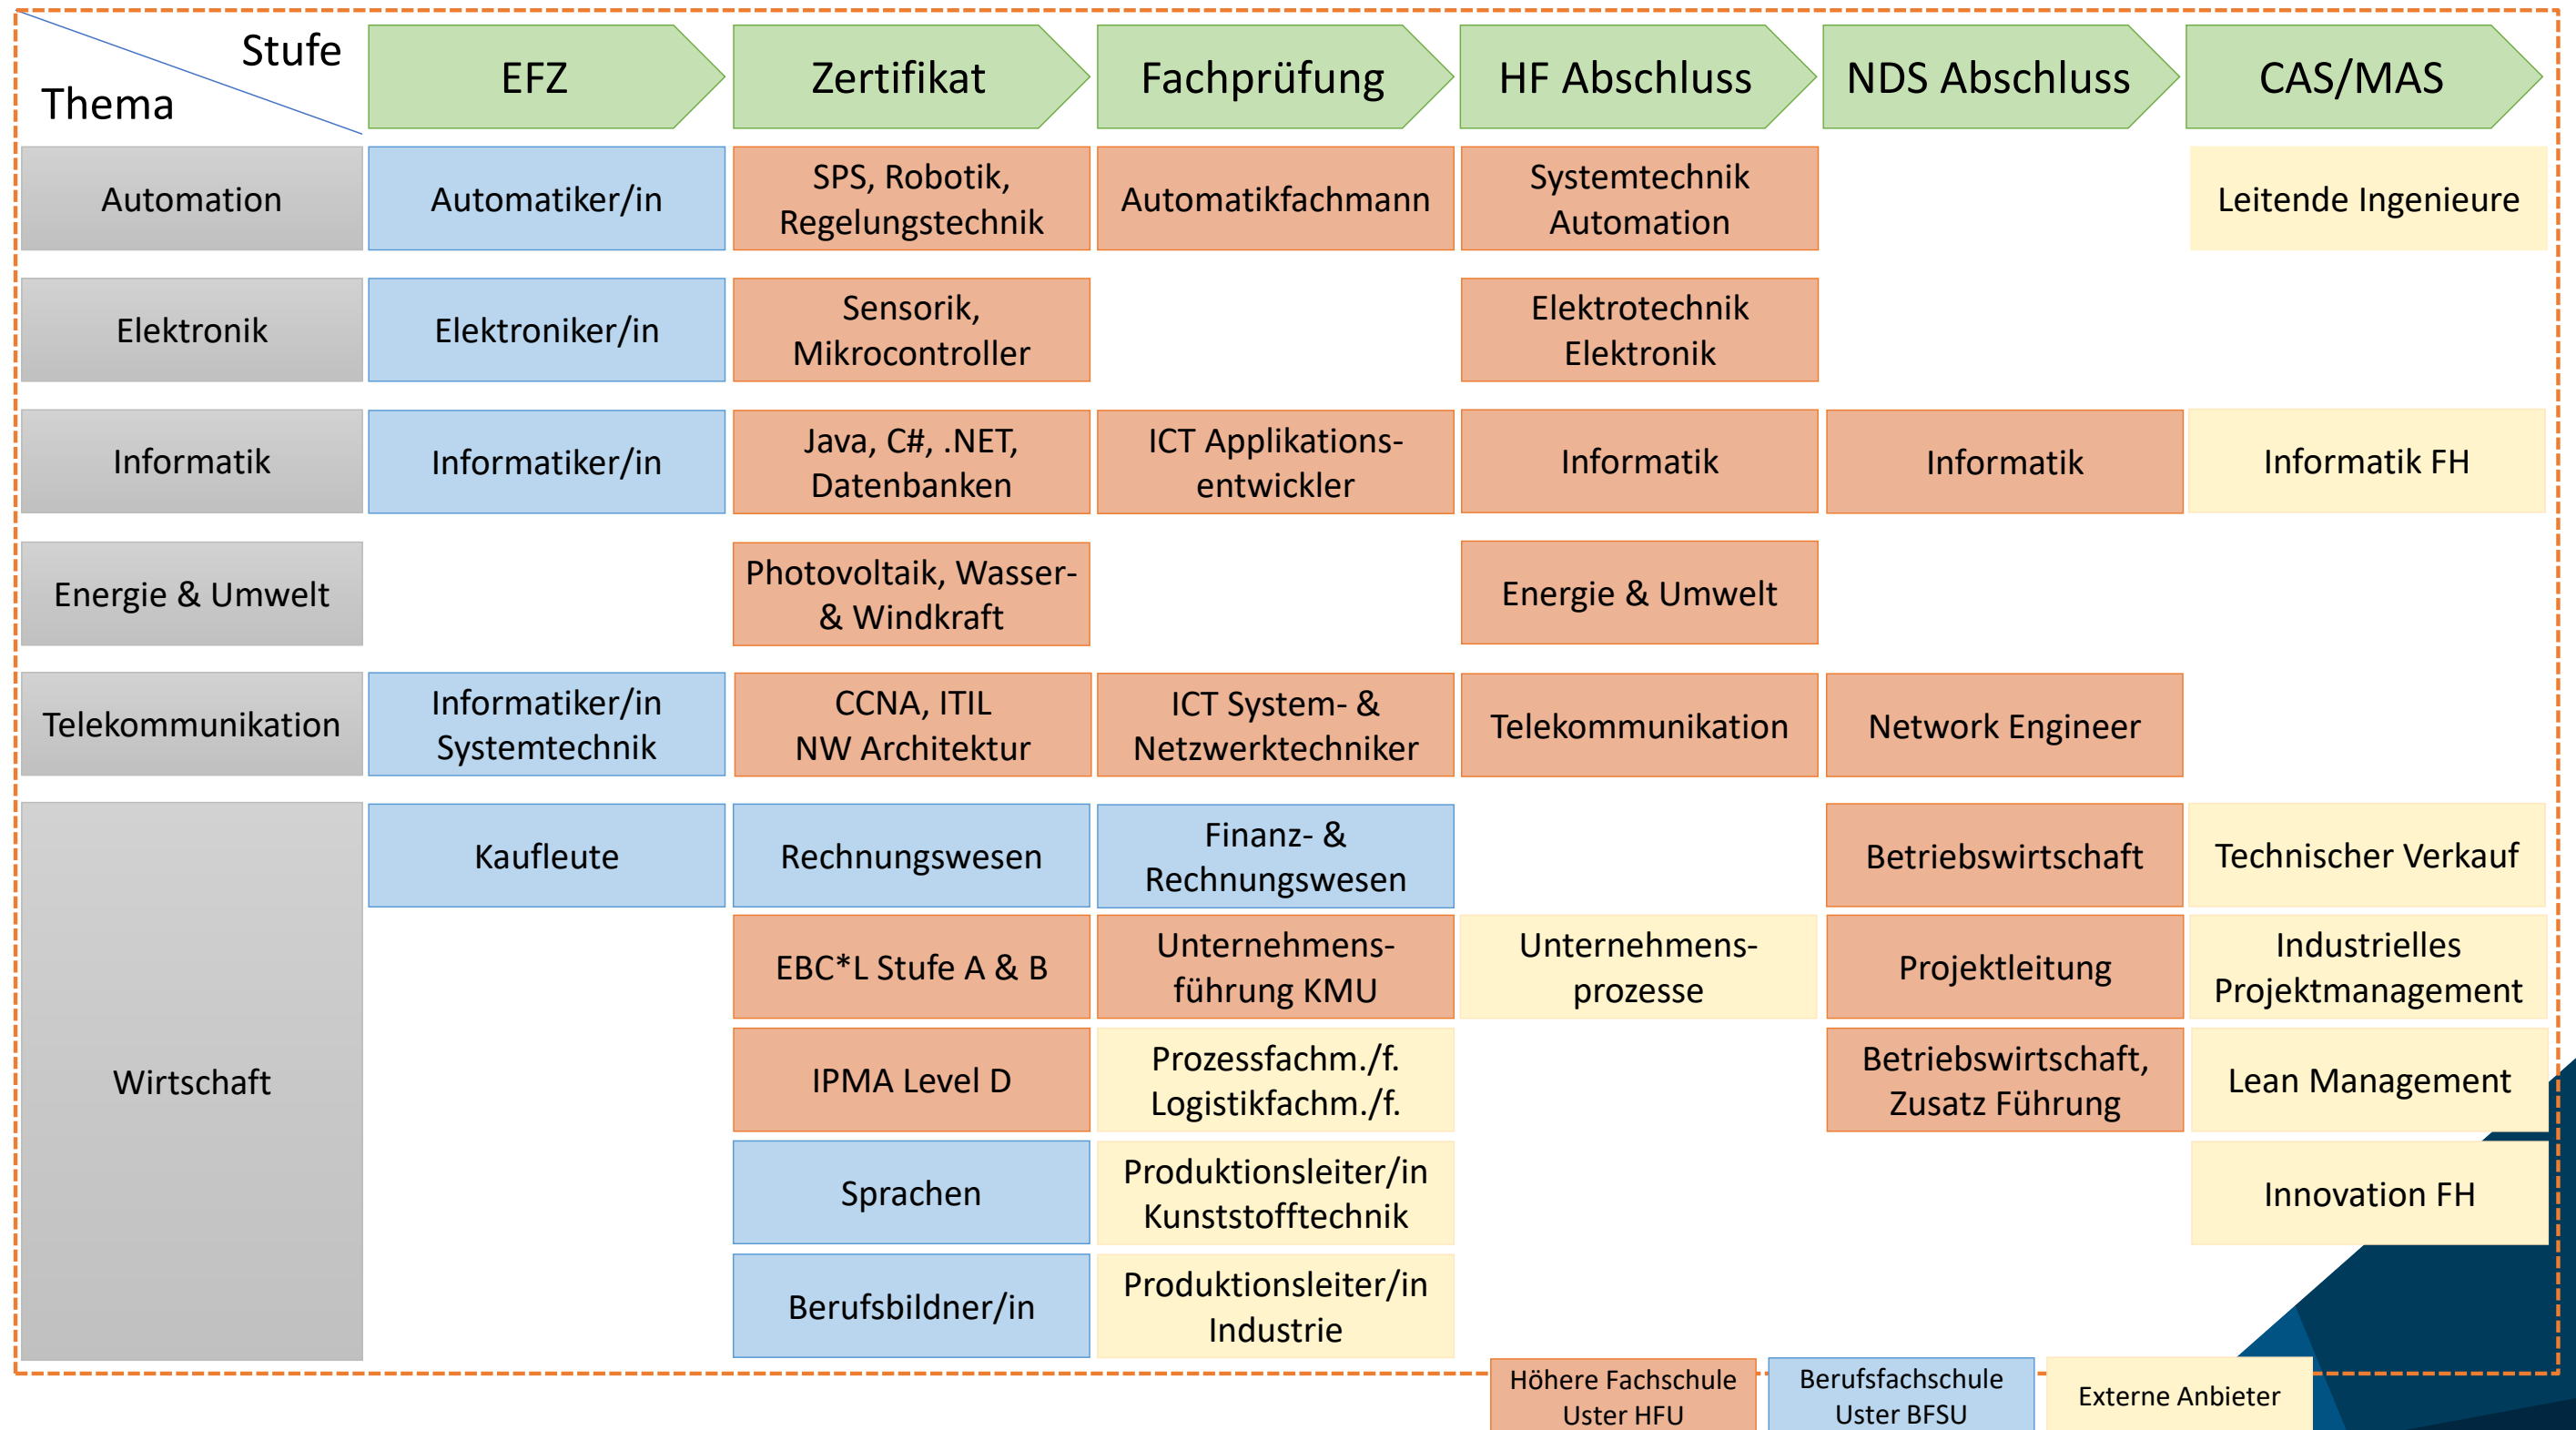 Stufe
Thema
EFZ
Zertifikat
Fachprüfung
HF Abschluss
NDS Abschluss
CAS/MAS
Automation
Automatiker/in
SPS, Robotik,
Regelungstechnik
Automatikfachmann
Systemtechnik
Automation
Leitende Ingenieure
Elektronik
Elektroniker/in
Sensorik,
Mikrocontroller
Elektrotechnik
Elektronik
Informatik
Informatiker/in
Java, C#, .NET,
Datenbanken
ICT Applikations-
entwickler
Informatik
Informatik
Informatik FH
Energie & Umwelt
Photovoltaik, Wasser-
& Windkraft
Energie & Umwelt
Telekommunikation
Informatiker/in
Systemtechnik
CCNA, ITIL
NW Architektur
ICT System- &
Netzwerktechniker
Telekommunikation
Network Engineer
Wirtschaft
Kaufleute
Rechnungswesen
Finanz- &
Rechnungswesen
Betriebswirtschaft
Technischer Verkauf
EBC*L Stufe A & B
Unternehmens-
führung KMU
Unternehmens-
prozesse
Projektleitung
Industrielles
Projektmanagement
IPMA Level D
Prozessfachm./f.
Logistikfachm./f.
Betriebswirtschaft,
Zusatz Führung
Lean Management
Sprachen
Produktionsleiter/in
Kunststofftechnik
Innovation FH
Berufsbildner/in
Produktionsleiter/in
Industrie
Höhere Fachschule
Uster HFU
Berufsfachschule
Uster BFSU
Externe Anbieter